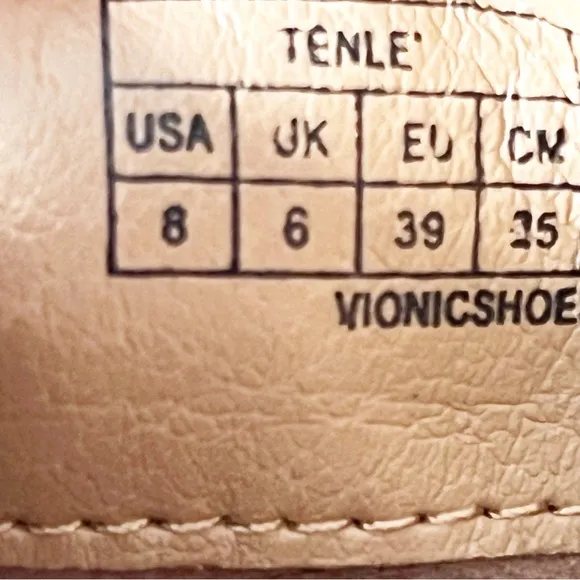 TENLE'
USA UK EU CM
8 6 39 25
VIONICSHOE